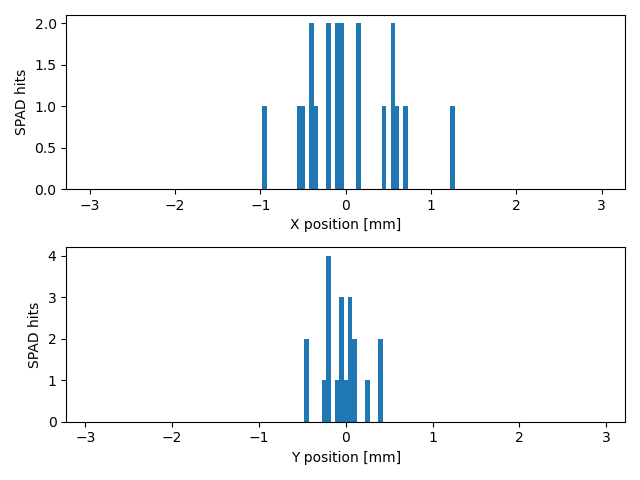 2.0
1.5
1.0
0.5
0.0
SPAD hits
−3 −2 −1 0 1 2 3
X position [mm]
4
3
2
1
0
SPAD hits
−3 −2 −1 0 1 2 3
Y position [mm]